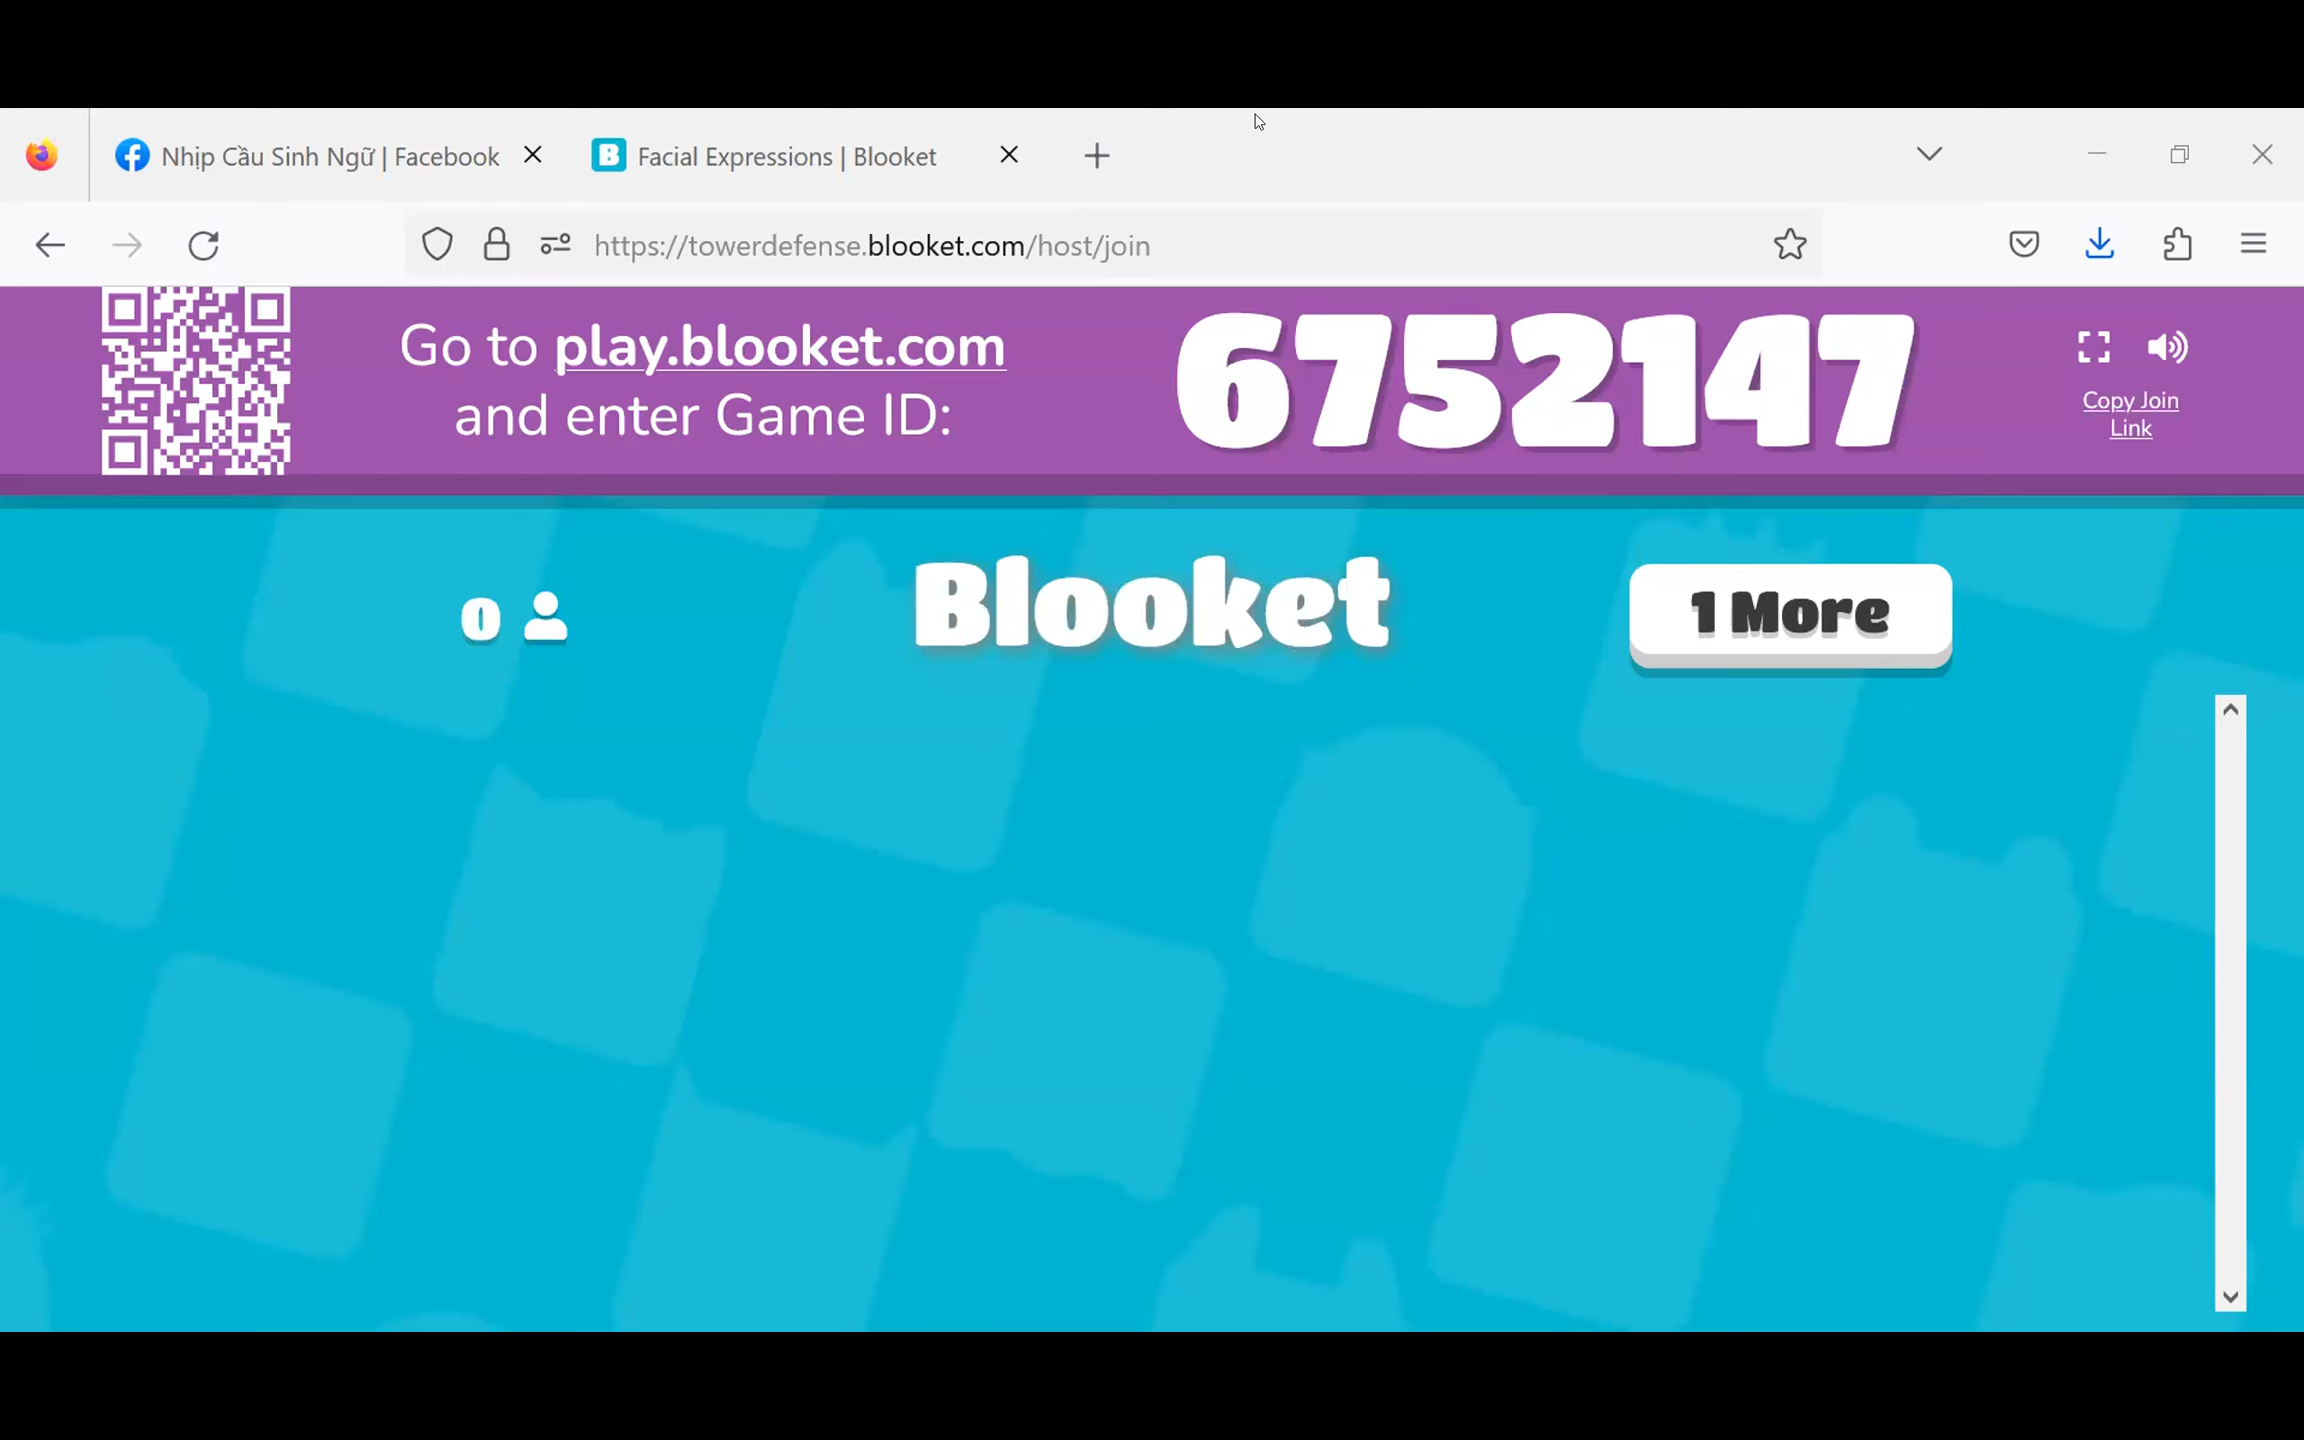 Nhịp Cầu Sinh Ngữ | Facebook
Facial Expressions | Blooket
https://towerdefense.blooket.com/host/join
Go to play.blooket.com
and enter Game ID:
6752147
Copy Join
Link
0
Blooket
1 More